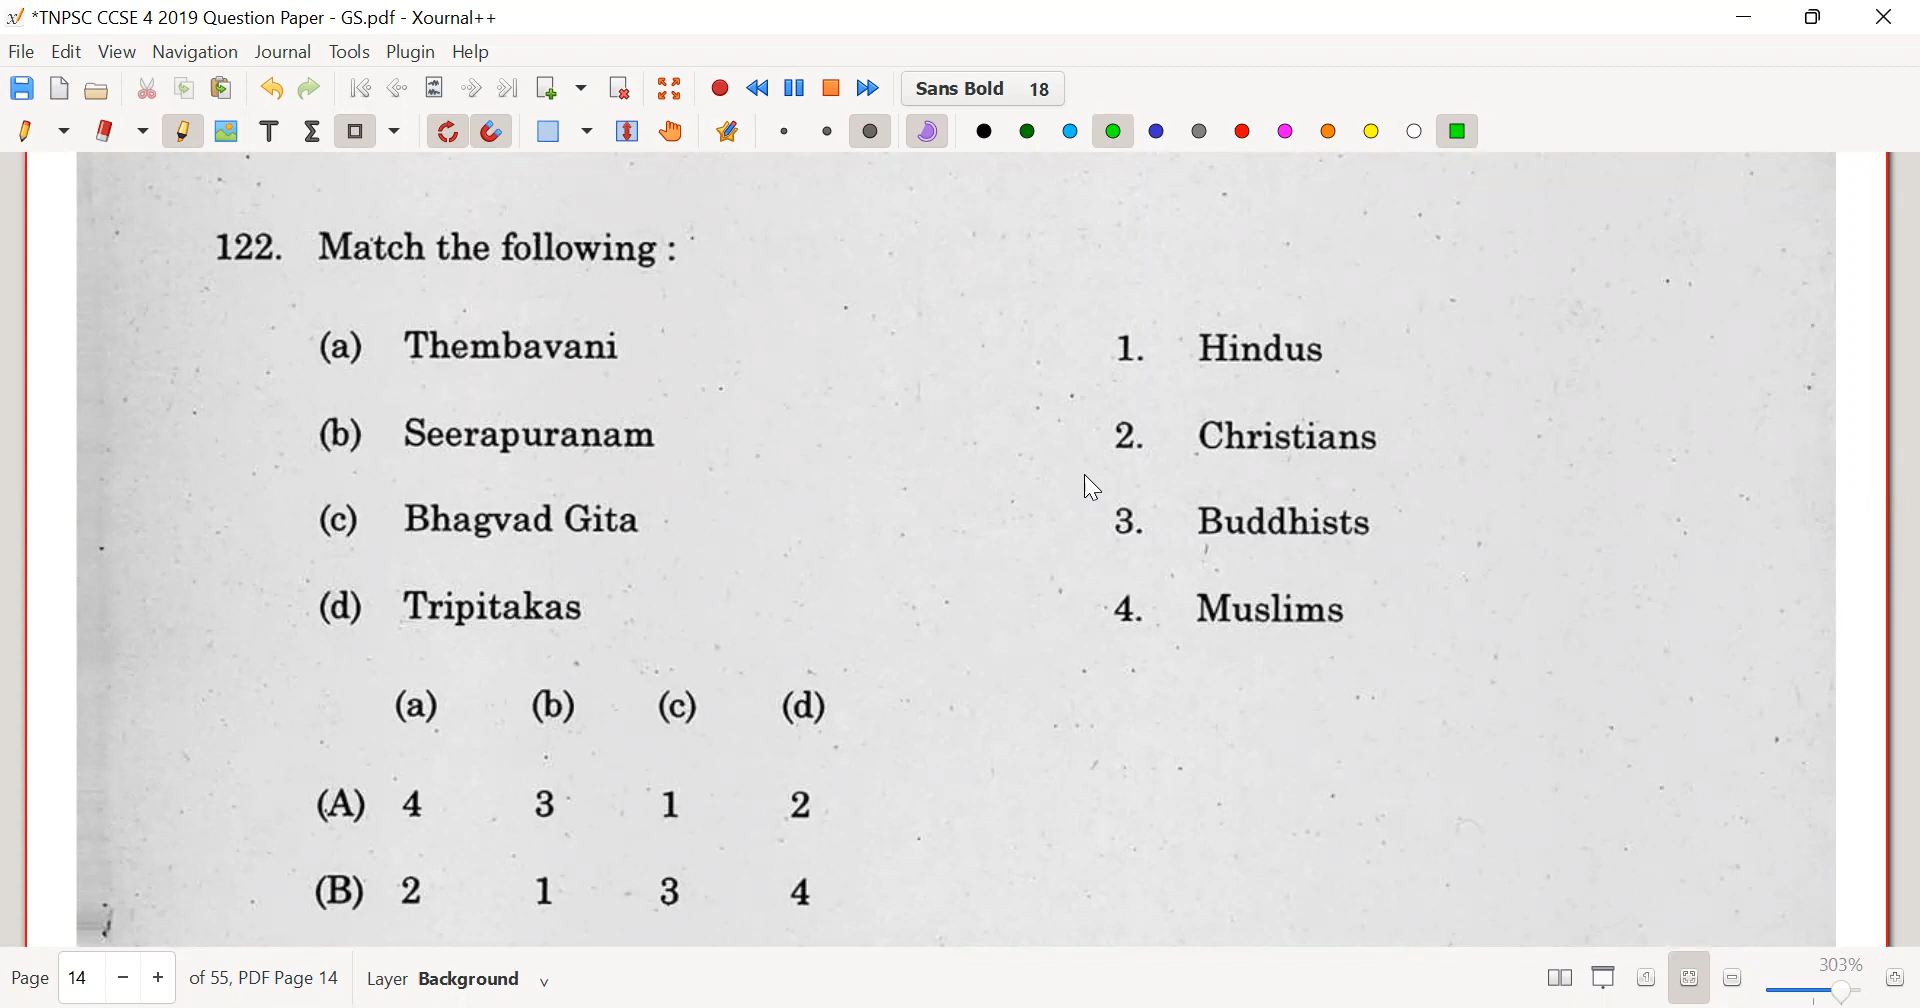 *TNPSC CCSE 4 2019 Question Paper - GS.pdf - Xournal++
File Edit View Navigation Journal Tools Plugin Help
Sans Bold 18
122. Match the following :
(a) Thembavani 1. Hindus
(b) Seerapuranam 2. Christians
(c) Bhagvad Gita 3. Buddhists
(d) Tripitakas 4. Muslims
(a) (b) (c) (d)
(A) 4 3 1 2
(B) 2 1 3 4
Page 14 − + of 55, PDF Page 14 Layer Background 303%